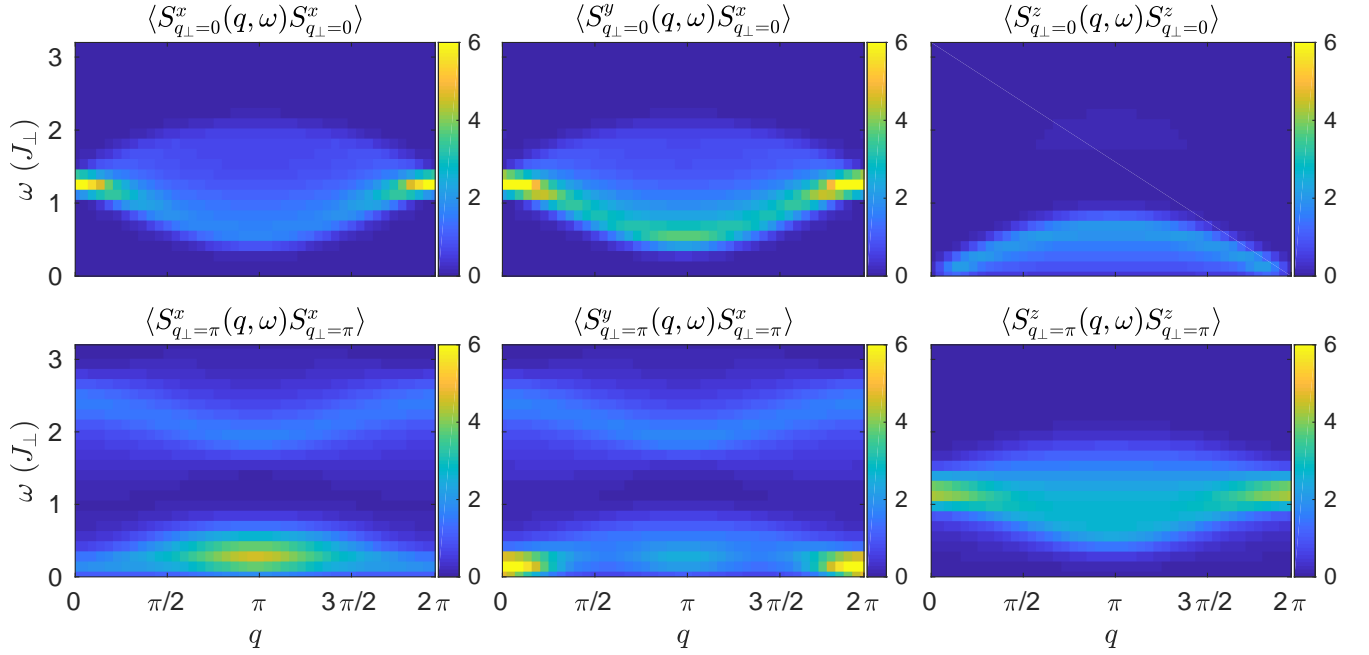 ⟨S^x_{q⊥=0}(q, ω)S^x_{q⊥=0}⟩
⟨S^y_{q⊥=0}(q, ω)S^x_{q⊥=0}⟩
⟨S^z_{q⊥=0}(q, ω)S^z_{q⊥=0}⟩
ω (J⊥)
3
2
1
0
6
4
2
0
6
4
2
0
6
4
2
0
⟨S^x_{q⊥=π}(q, ω)S^x_{q⊥=π}⟩
⟨S^y_{q⊥=π}(q, ω)S^x_{q⊥=π}⟩
⟨S^z_{q⊥=π}(q, ω)S^z_{q⊥=π}⟩
ω (J⊥)
3
2
1
0
6
4
2
0
6
4
2
0
6
4
2
0
0 π/2 π 3π/2 2π
0 π/2 π 3π/2 2π
0 π/2 π 3π/2 2π
q
q
q